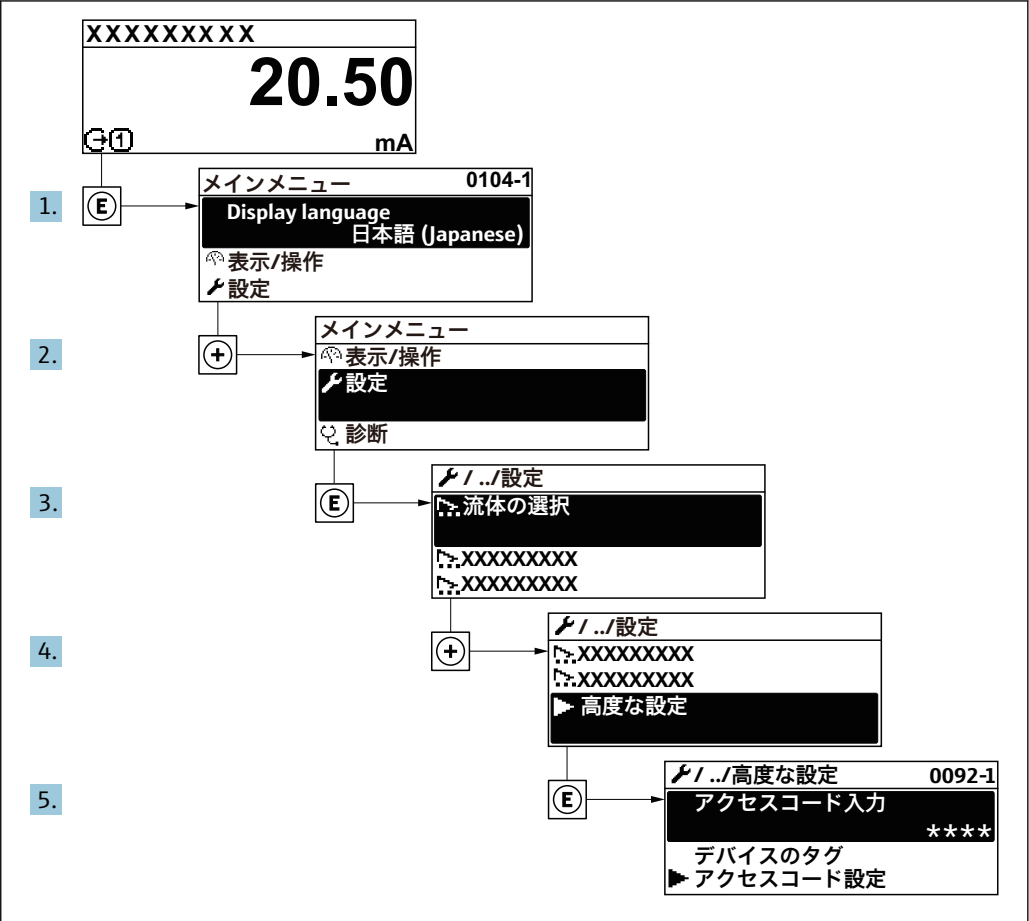 XXXXXXXXX
20.50
1
mA
1.
E
メインメニュー 0104-1
Display language
日本語 (Japanese)
表示/操作
設定
2.
+
メインメニュー
表示/操作
設定
診断
3.
E
/ ../設定
流体の選択
XXXXXXXXX
XXXXXXXXX
4.
+
/ ../設定
XXXXXXXXX
XXXXXXXXX
高度な設定
5.
E
/ ../高度な設定 0092-1
アクセスコード入力
****
デバイスのタグ
アクセスコード設定